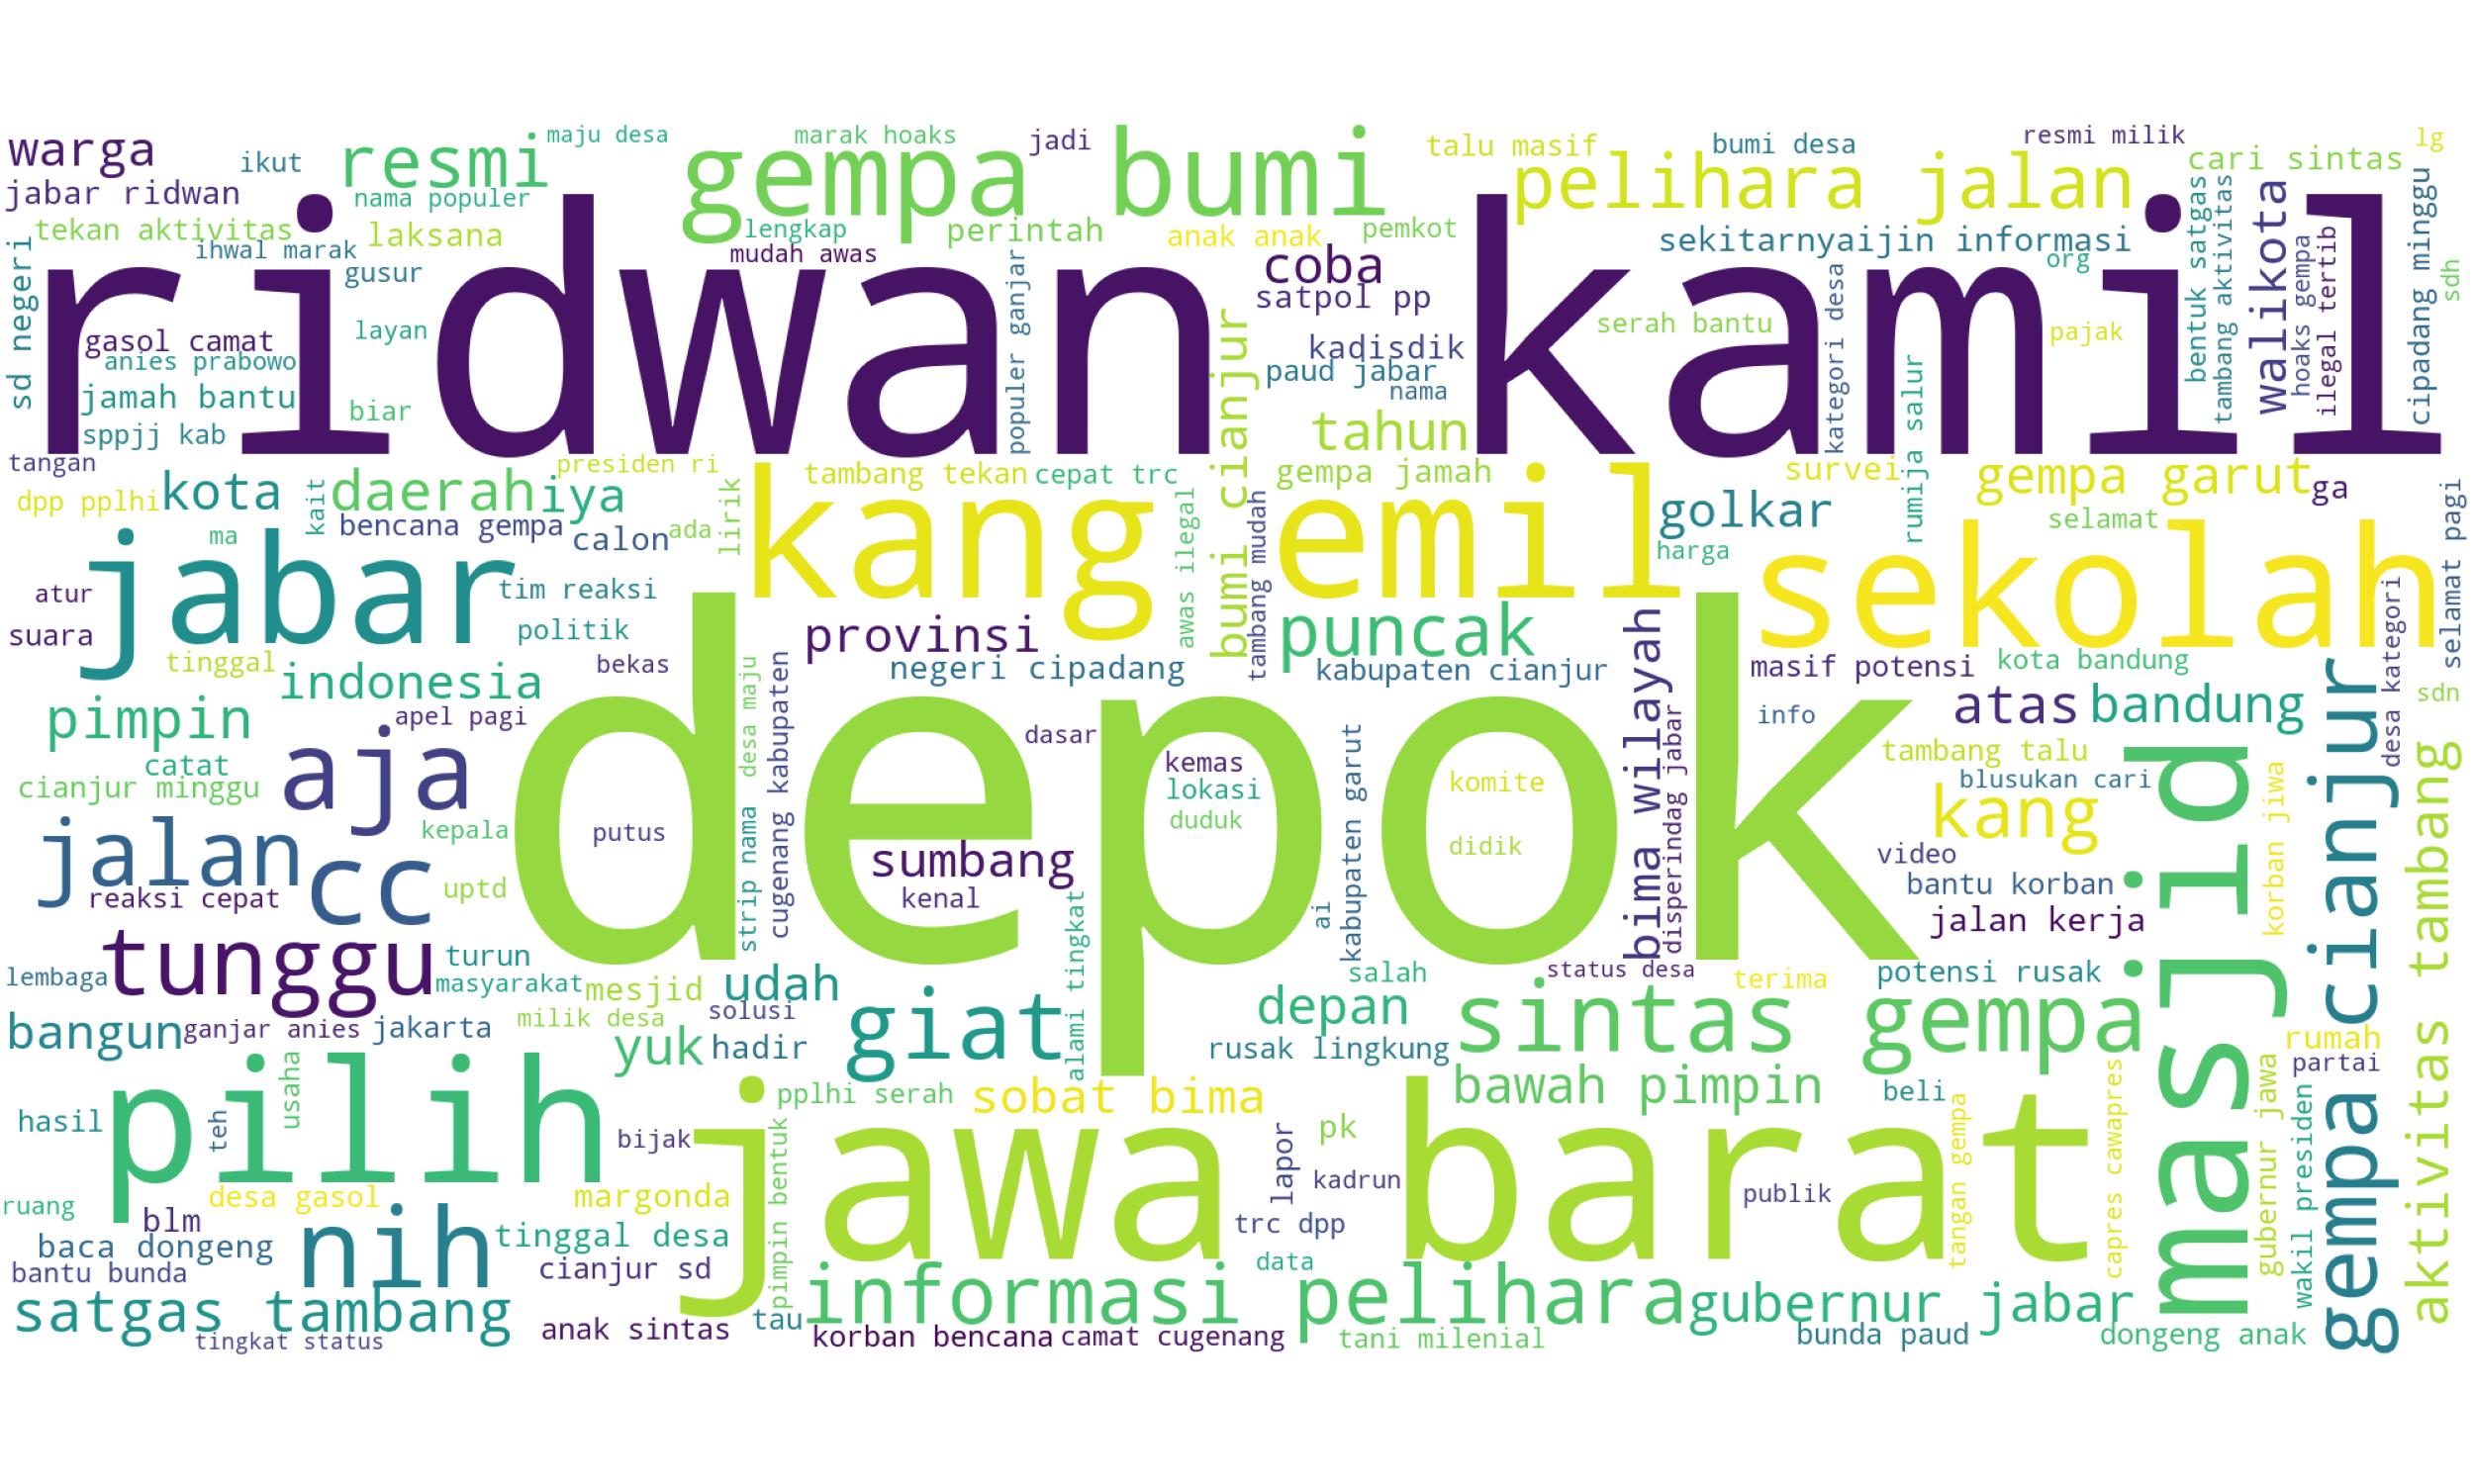 warga
ikut
resmi
maju desa
gempa bumi
marak hoaks
jadi
talu masif
pelihara jalan
bumi desa
resmi milik
cari sintas
lg
jabar ridwan
nama populer
tekan aktivitas
ihwal marak
laksana
gusur
lengkap
mudah awas
perintah
anak anak
pemkot
coba
satpol pp
sekitarnyaijin informasi
org
bentuk satgas
tambang aktivitas
walikota
hoaks gempa
ilegal tertib
cipadang minggu
sdh
sd negeri
ridwan kamil
gasol camat
anies prabowo
jamah bantu
sppjj kab
layan
biar
populer ganjar
bumi cianjur
kadisdik
paud jabar
nama
tahun
serah bantu
kategori desa
rumija salur
pajak
tangan
dpp pplhi
kota
kait
daerah
iya
presiden ri
bencana gempa
calon
ada
lirik
tambang tekan
cepat trc
kang emil
awas ilegal
tambang mudah
gempa jamah
survei
golkar
harga
gempa garut
ga
selamat
selamat pagi
sekolah
ma
jabar
atur
suara
tim reaksi
politik
tinggal
indonesia
bekas
provinsi
negeri cipadang
puncak
kabupaten cianjur
bima wilayah
masif potensi
kota bandung
desa kategori
sdn
pimpin
apel pagi
catat
cianjur minggu
aja
desa maju
cugenang kabupaten
strip nama
depok
dasar
kemas
lokasi
duduk
kabupaten garut
komite
didik
disperindag jabar
info
atas
bandung
tambang talu
blusukan cari
kang
korban jiwa
masjid
gempa cianjur
aktivitas tambang
jalan
cc
kepala
putus
uptd
reaksi cepat
sumbang
kenal
ai
video
bantu korban
jalan kerja
tunggu
turun
lembaga
masyarakat
mesjid
udah
solusi
giat
alami tingkat
salah
depan
rusak lingkung
status desa
terima
potensi rusak
sintas gempa
bangun
ganjar anies
jakarta
milik desa
yuk
hadir
rumah
partai
pilih
usaha
teh
hasil
bijak
pplhi serah
sobat bima
bawah pimpin
beli
capres cawapres
gubernur jawa
wakil presiden
jawa barat
pimpin bentuk
lapor
pk
kadrun
publik
tangan gempa
ruang
desa gasol
margonda
blm
nih
tinggal desa
trc dpp
data
baca dongeng
bantu bunda
cianjur sd
satgas tambang
tingkat status
anak sintas
tau
informasi pelihara
gubernur jabar
korban bencana
camat cugenang
tani milenial
bunda paud
dongeng anak